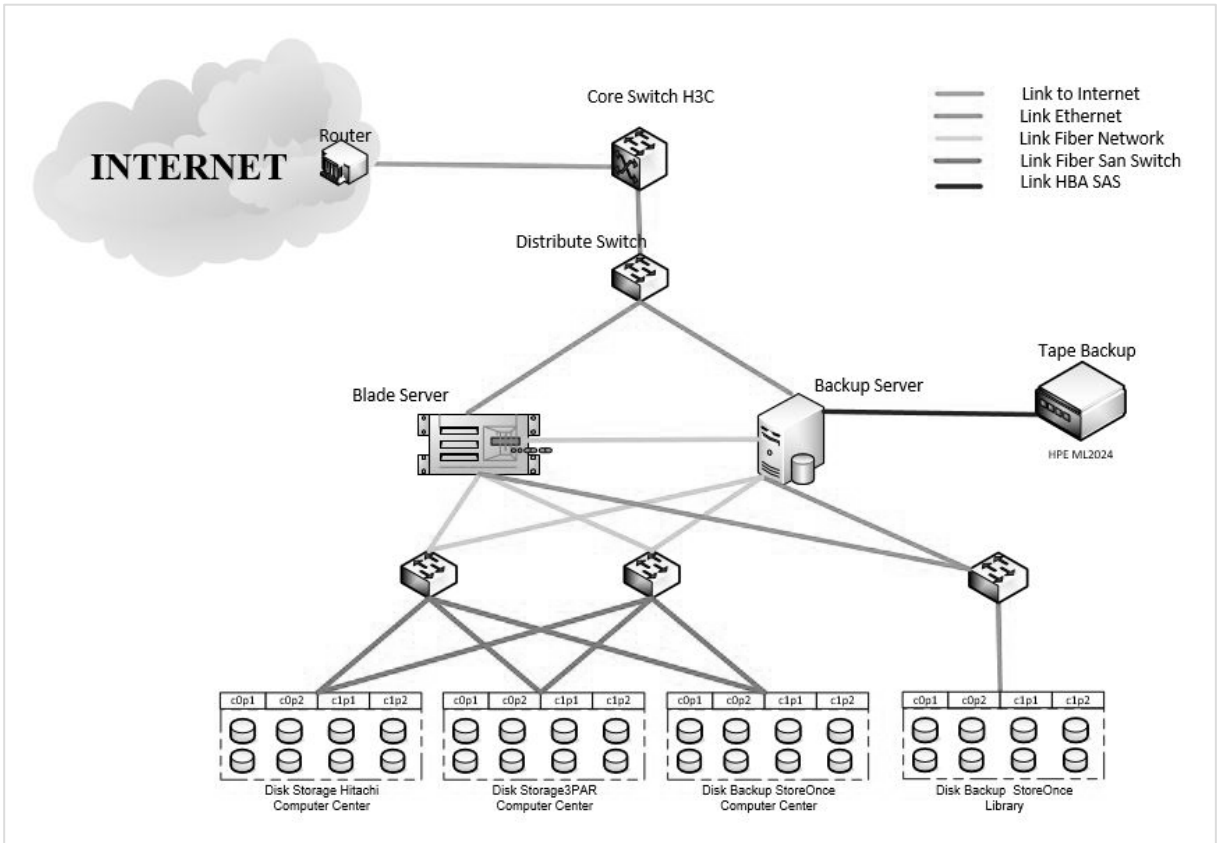 Core Switch H3C
Link to Internet
Link Ethernet
Link Fiber Network
Link Fiber San Switch
Link HBA SAS
Router
INTERNET
Distribute Switch
Tape Backup
Blade Server
Backup Server
HPE ML2024
c0p1 c0p2 c1p1 c1p2
c0p1 c0p2 c1p1 c1p2
c0p1 c0p2 c1p1 c1p2
c0p1 c0p2 c1p1 c1p2
Disk Storage Hitachi
Computer Center
Disk Storage3PAR
Computer Center
Disk Backup StoreOnce
Computer Center
Disk Backup StoreOnce
Library